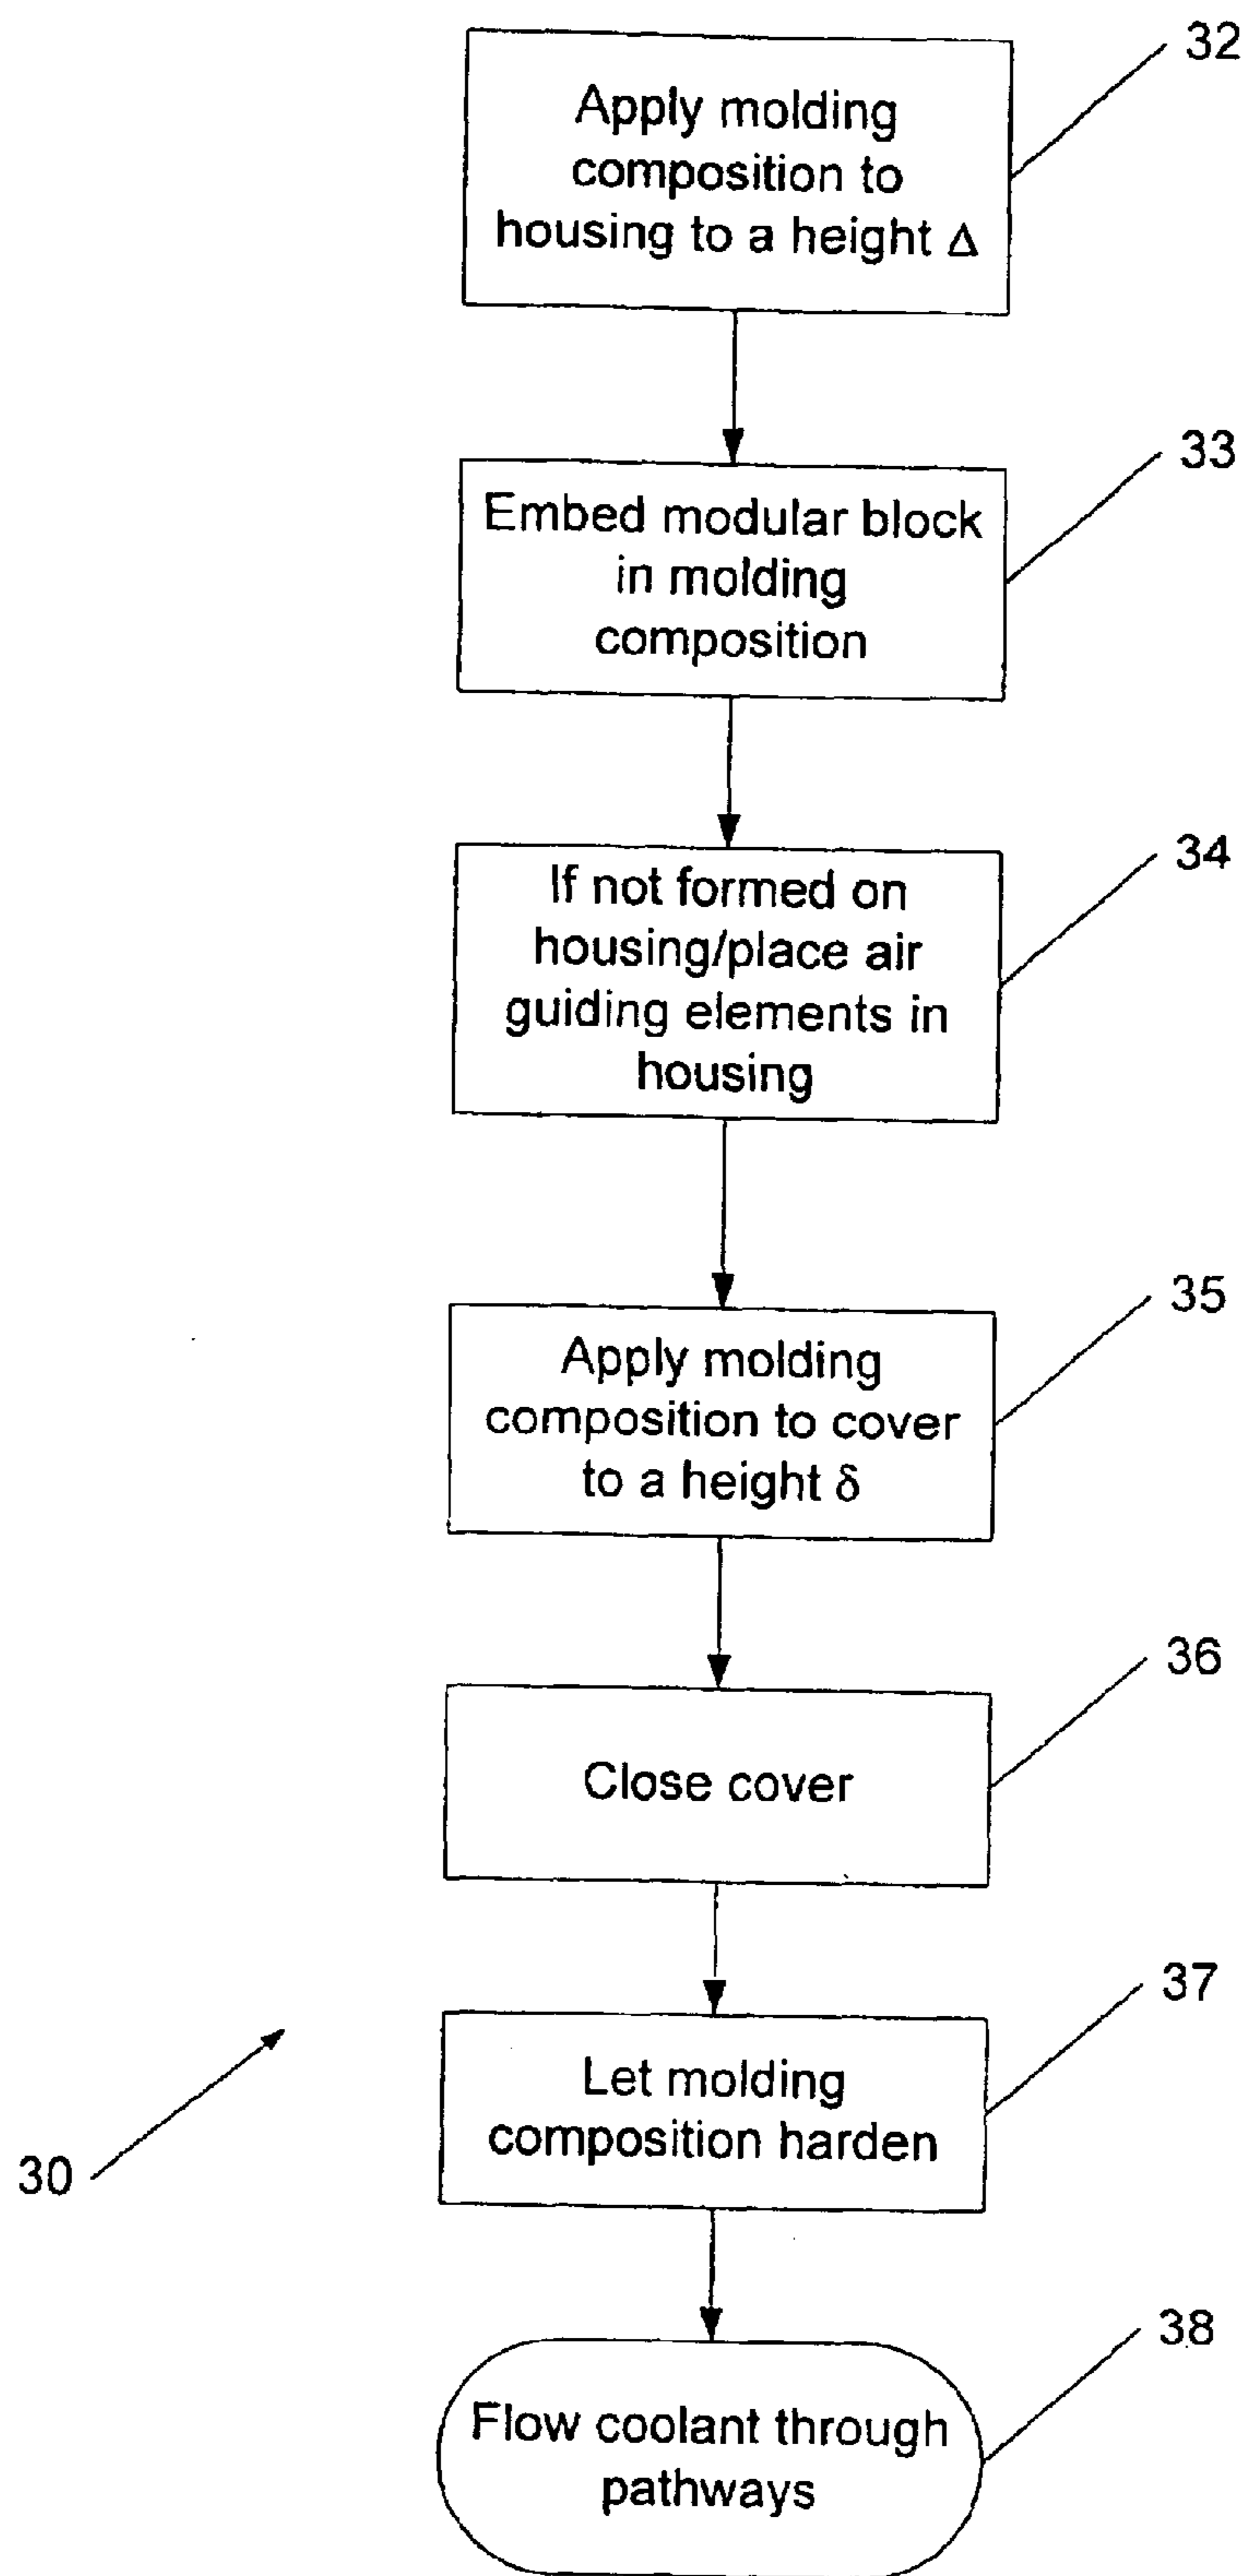 32
Apply molding
composition to
housing to a height Δ
33
Embed modular block
in molding
composition
34
If not formed on
housing/place air
guiding elements in
housing
35
Apply molding
composition to cover
to a height δ
36
Close cover
37
Let molding
composition harden
30
38
Flow coolant through
pathways